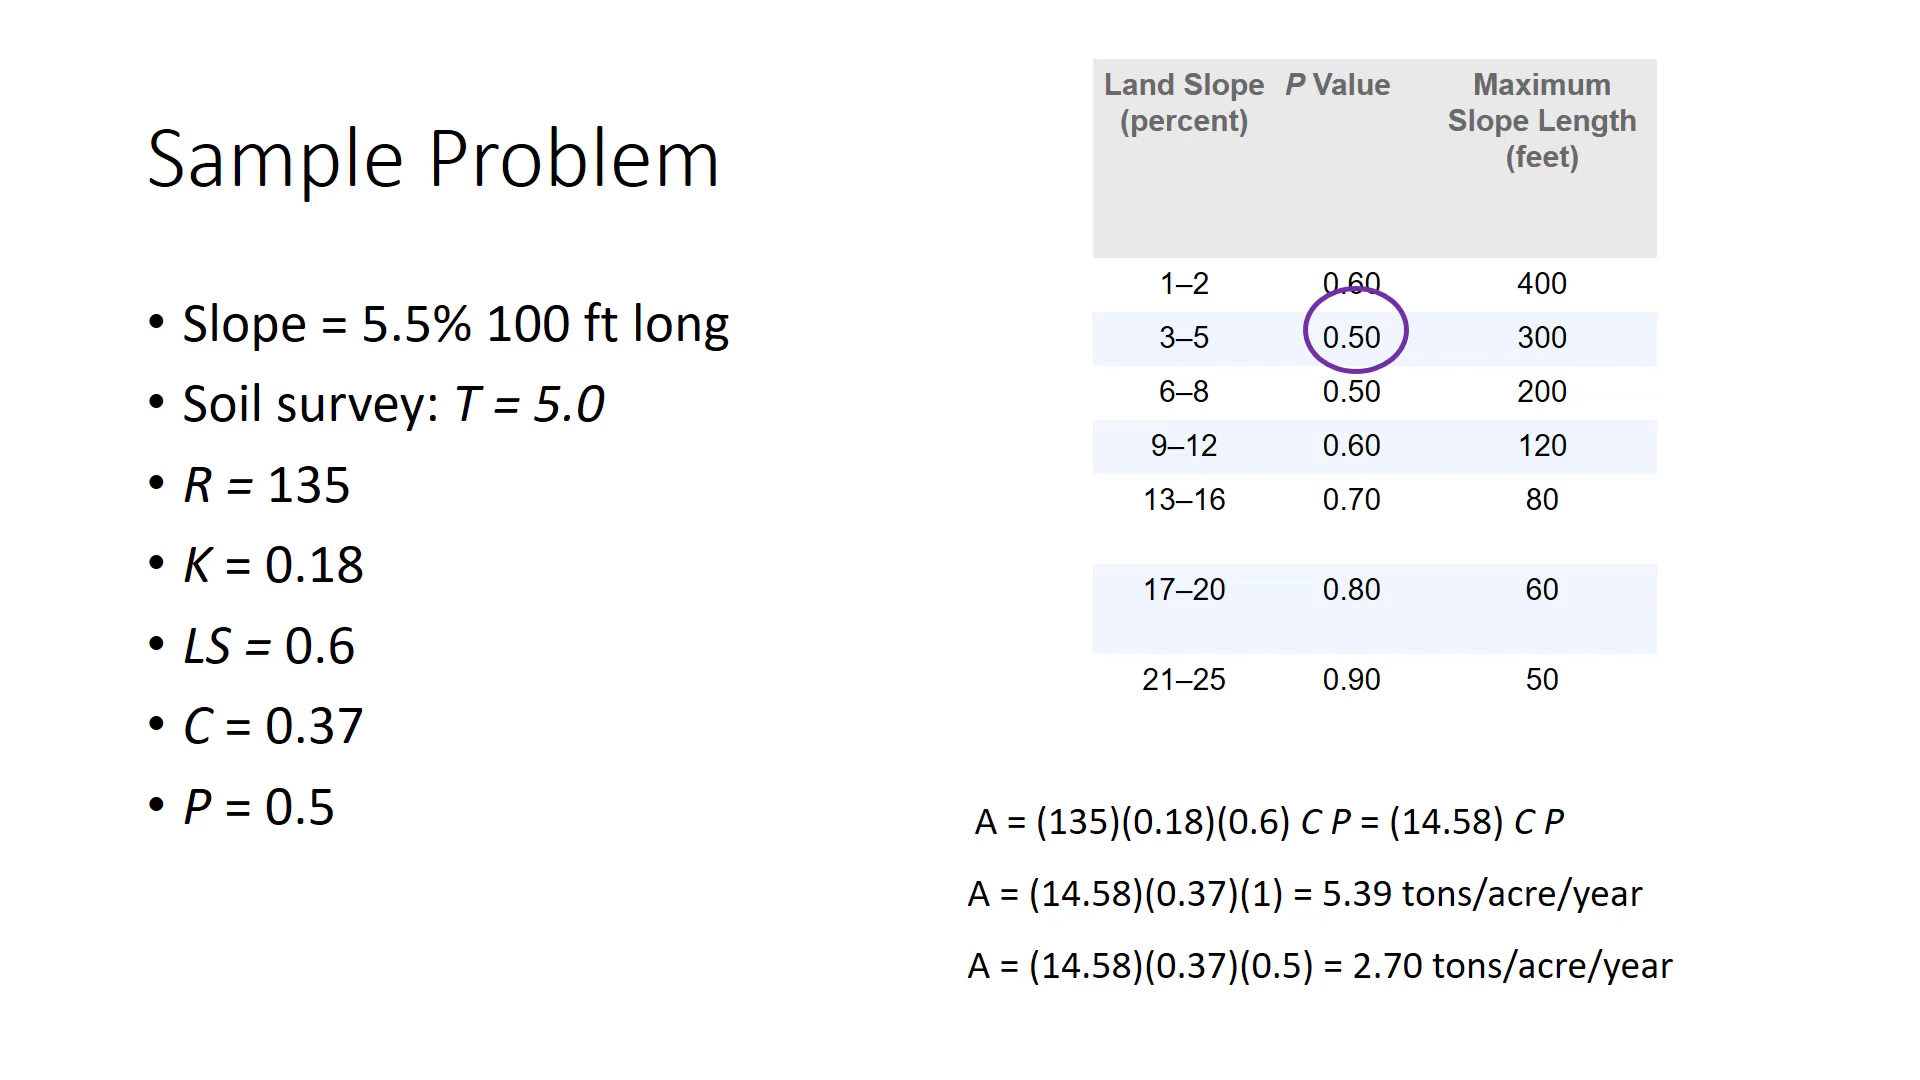 Sample Problem
• Slope = 5.5% 100 ft long
• Soil survey: T = 5.0
• R = 135
• K = 0.18
• LS = 0.6
• C = 0.37
• P = 0.5
Land Slope (percent) P Value Maximum Slope Length (feet)
1–2 0.60 400
3–5 0.50 300
6–8 0.50 200
9–12 0.60 120
13–16 0.70 80
17–20 0.80 60
21–25 0.90 50
A = (135)(0.18)(0.6) C P = (14.58) C P
A = (14.58)(0.37)(1) = 5.39 tons/acre/year
A = (14.58)(0.37)(0.5) = 2.70 tons/acre/year